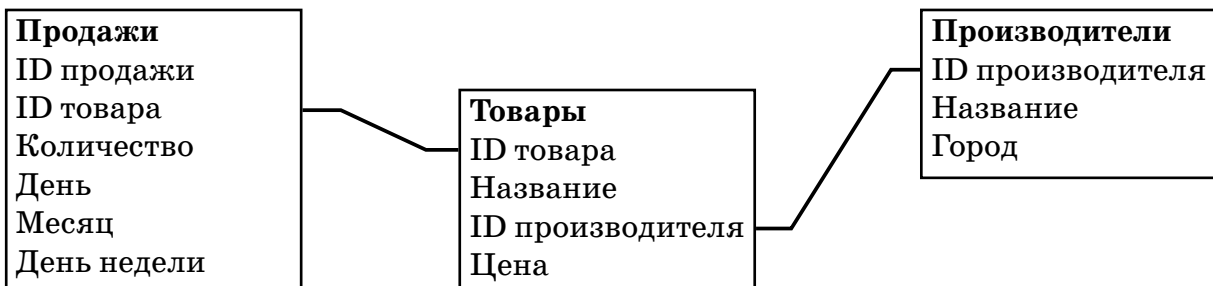 Продажи
ID продажи
ID товара
Количество
День
Месяц
День недели
Товары
ID товара
Название
ID производителя
Цена
Производители
ID производителя
Название
Город